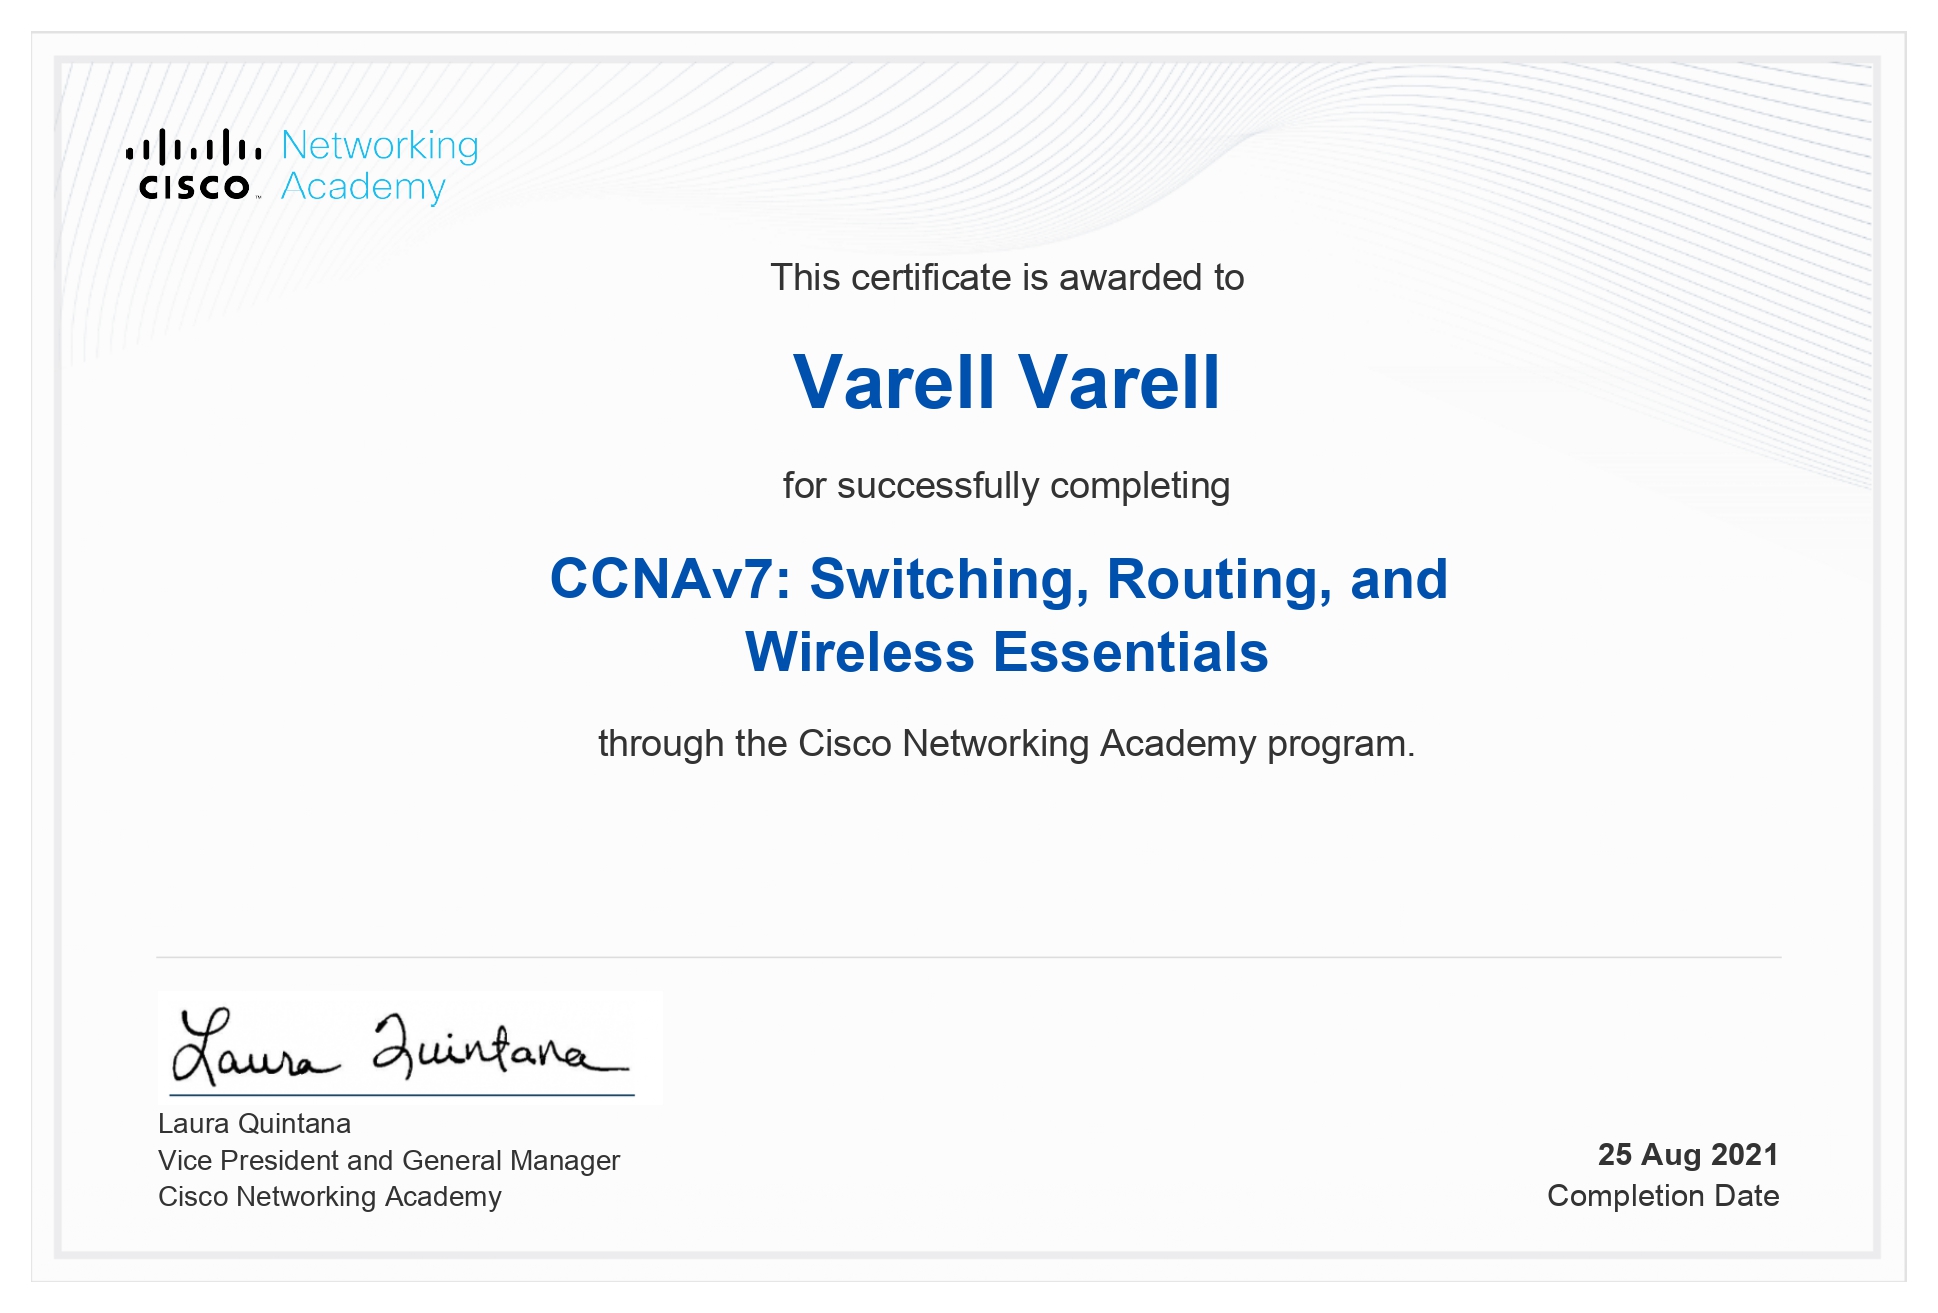 Networking
CISCO™ Academy
This certificate is awarded to
Varell Varell
for successfully completing
CCNAv7: Switching, Routing, and
Wireless Essentials
through the Cisco Networking Academy program.
Laura Quintana
Laura Quintana
Vice President and General Manager
Cisco Networking Academy
25 Aug 2021
Completion Date